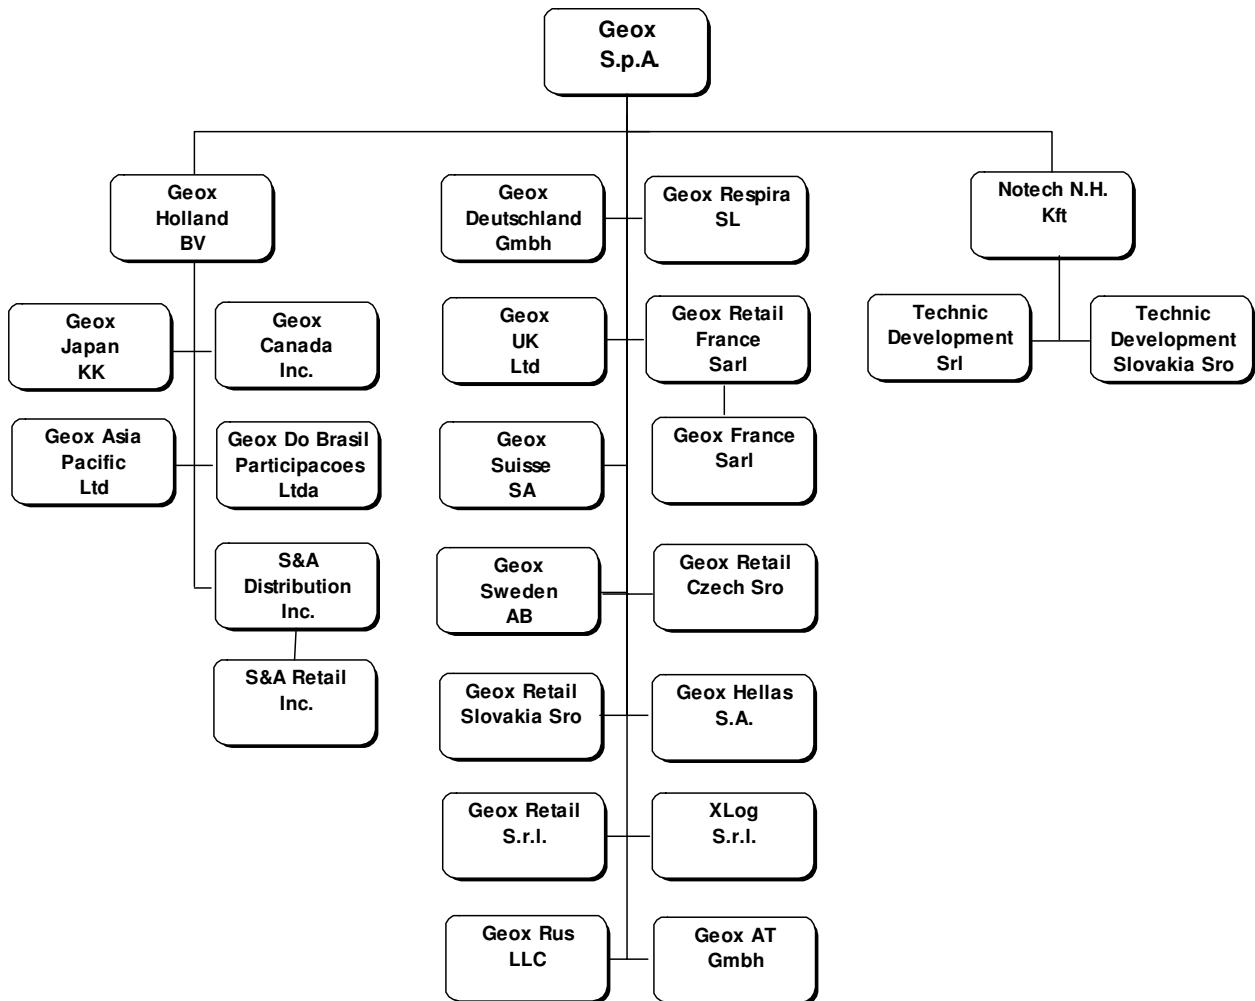 Geox
S.p.A.
Geox
Holland
BV
Geox
Deutschland
Gmbh
Geox Respira
SL
Notech N.H.
Kft
Geox
Japan
KK
Geox
Canada
Inc.
Geox
UK
Ltd
Geox Retail
France
Sarl
Technic
Development
Srl
Technic
Development
Slovakia Sro
Geox Asia
Pacific
Ltd
Geox Do Brasil
Participacoes
Ltda
Geox
Suisse
SA
Geox France
Sarl
S&A
Distribution
Inc.
Geox
Sweden
AB
Geox Retail
Czech Sro
S&A Retail
Inc.
Geox Retail
Slovakia Sro
Geox Hellas
S.A.
Geox Retail
S.r.l.
XLog
S.r.l.
Geox Rus
LLC
Geox AT
Gmbh